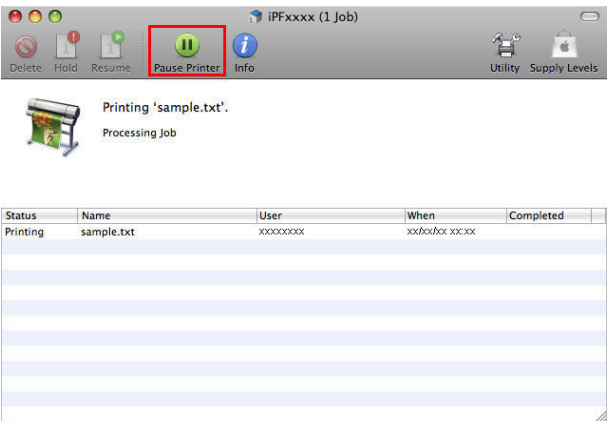 iPFxxxx (1 Job)
Delete Hold Resume Pause Printer Info Utility Supply Levels
Printing ‘sample.txt’.
Processing Job
Status Name User When Completed
Printing sample.txt xxxxxxxx xx/xx/xx xx:xx